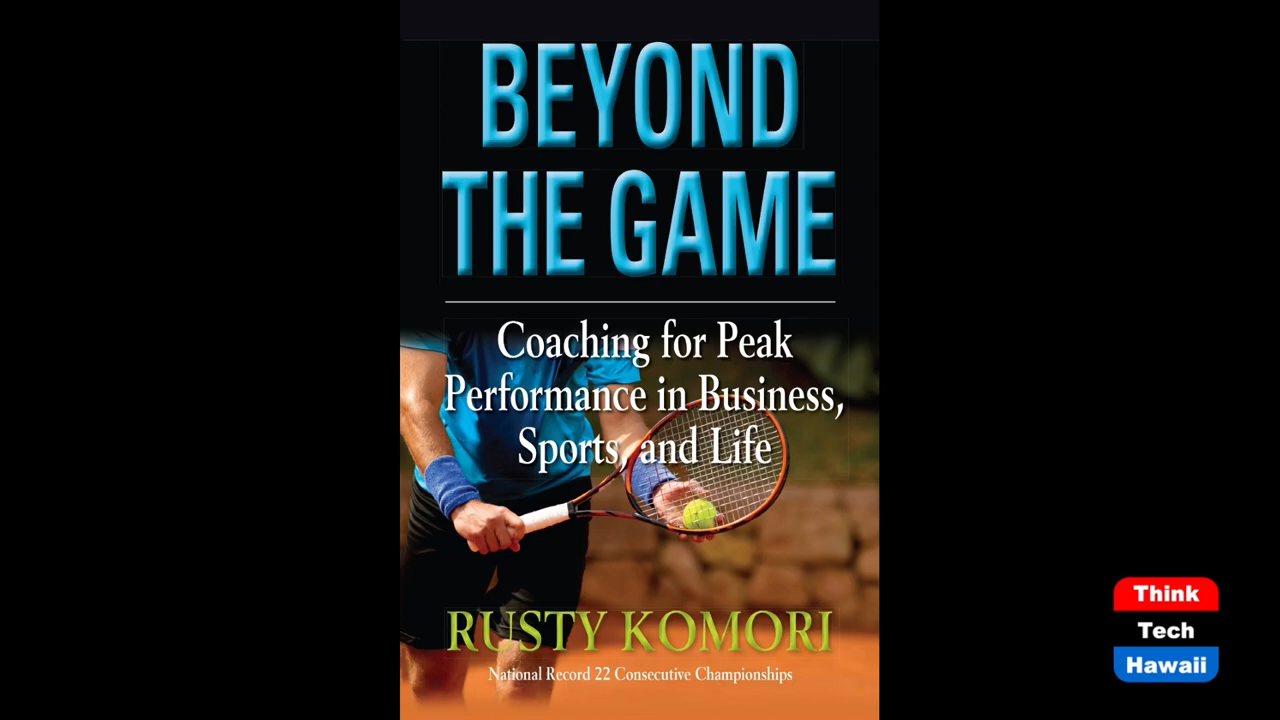 BEYOND
THE GAME
Coaching for Peak
Performance in Business,
Sports, and Life
RUSTY KOMORI
National Record 22 Consecutive Championships
Think
Tech
Hawaii